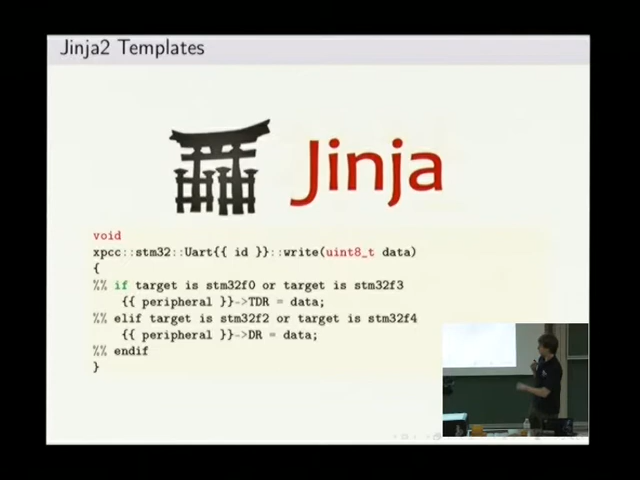 Jinja2 Templates
Jinja
void
xpcc::stm32::Uart{{ id }}::write(uint8_t data)
{
%% if target is stm32f0 or target is stm32f3
{{ peripheral }}->TDR = data;
%% elif target is stm32f2 or target is stm32f4
{{ peripheral }}->DR = data;
%% endif
}